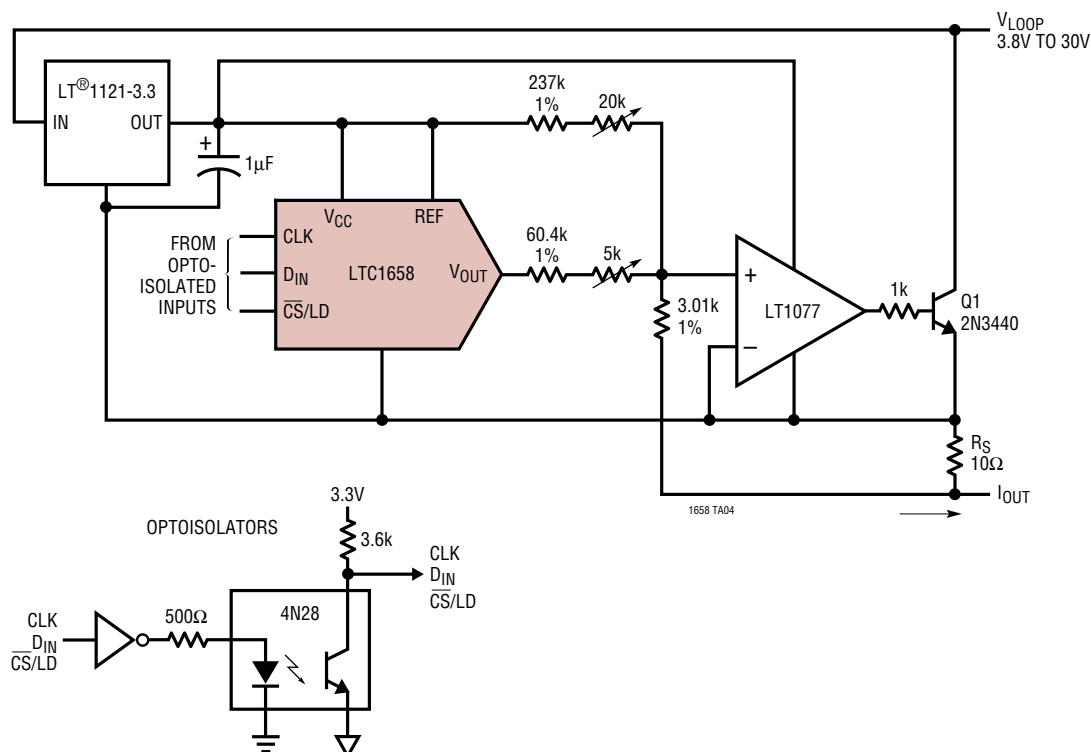 VLOOP
3.8V TO 30V
LT®1121-3.3
IN
OUT
+
1µF
237k
1%
20k
VCC
REF
FROM
OPTO-
ISOLATED
INPUTS
CLK
DIN
CS/LD
LTC1658
VOUT
60.4k
1%
5k
3.01k
1%
+
LT1077
–
1k
Q1
2N3440
RS
10Ω
IOUT
1658 TA04
OPTOISOLATORS
3.3V
3.6k
CLK
DIN
CS/LD
CLK
DIN
CS/LD
500Ω
4N28